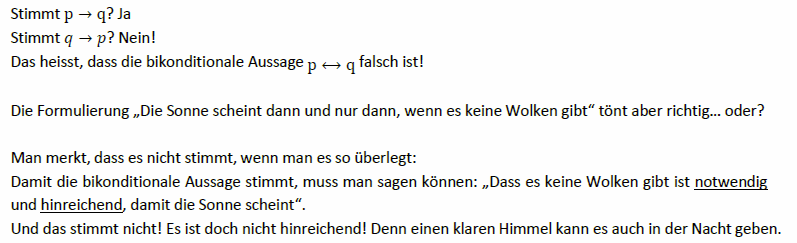 Stimmt p → q? Ja
Stimmt q → p? Nein!
Das heisst, dass die bikonditionale Aussage p ↔ q falsch ist!
Die Formulierung „Die Sonne scheint dann und nur dann, wenn es keine Wolken gibt“ tönt aber richtig... oder?
Man merkt, dass es nicht stimmt, wenn man es so überlegt:
Damit die bikonditionale Aussage stimmt, muss man sagen können: „Dass es keine Wolken gibt ist notwendig
und hinreichend, damit die Sonne scheint“.
Und das stimmt nicht! Es ist doch nicht hinreichend! Denn einen klaren Himmel kann es auch in der Nacht geben.